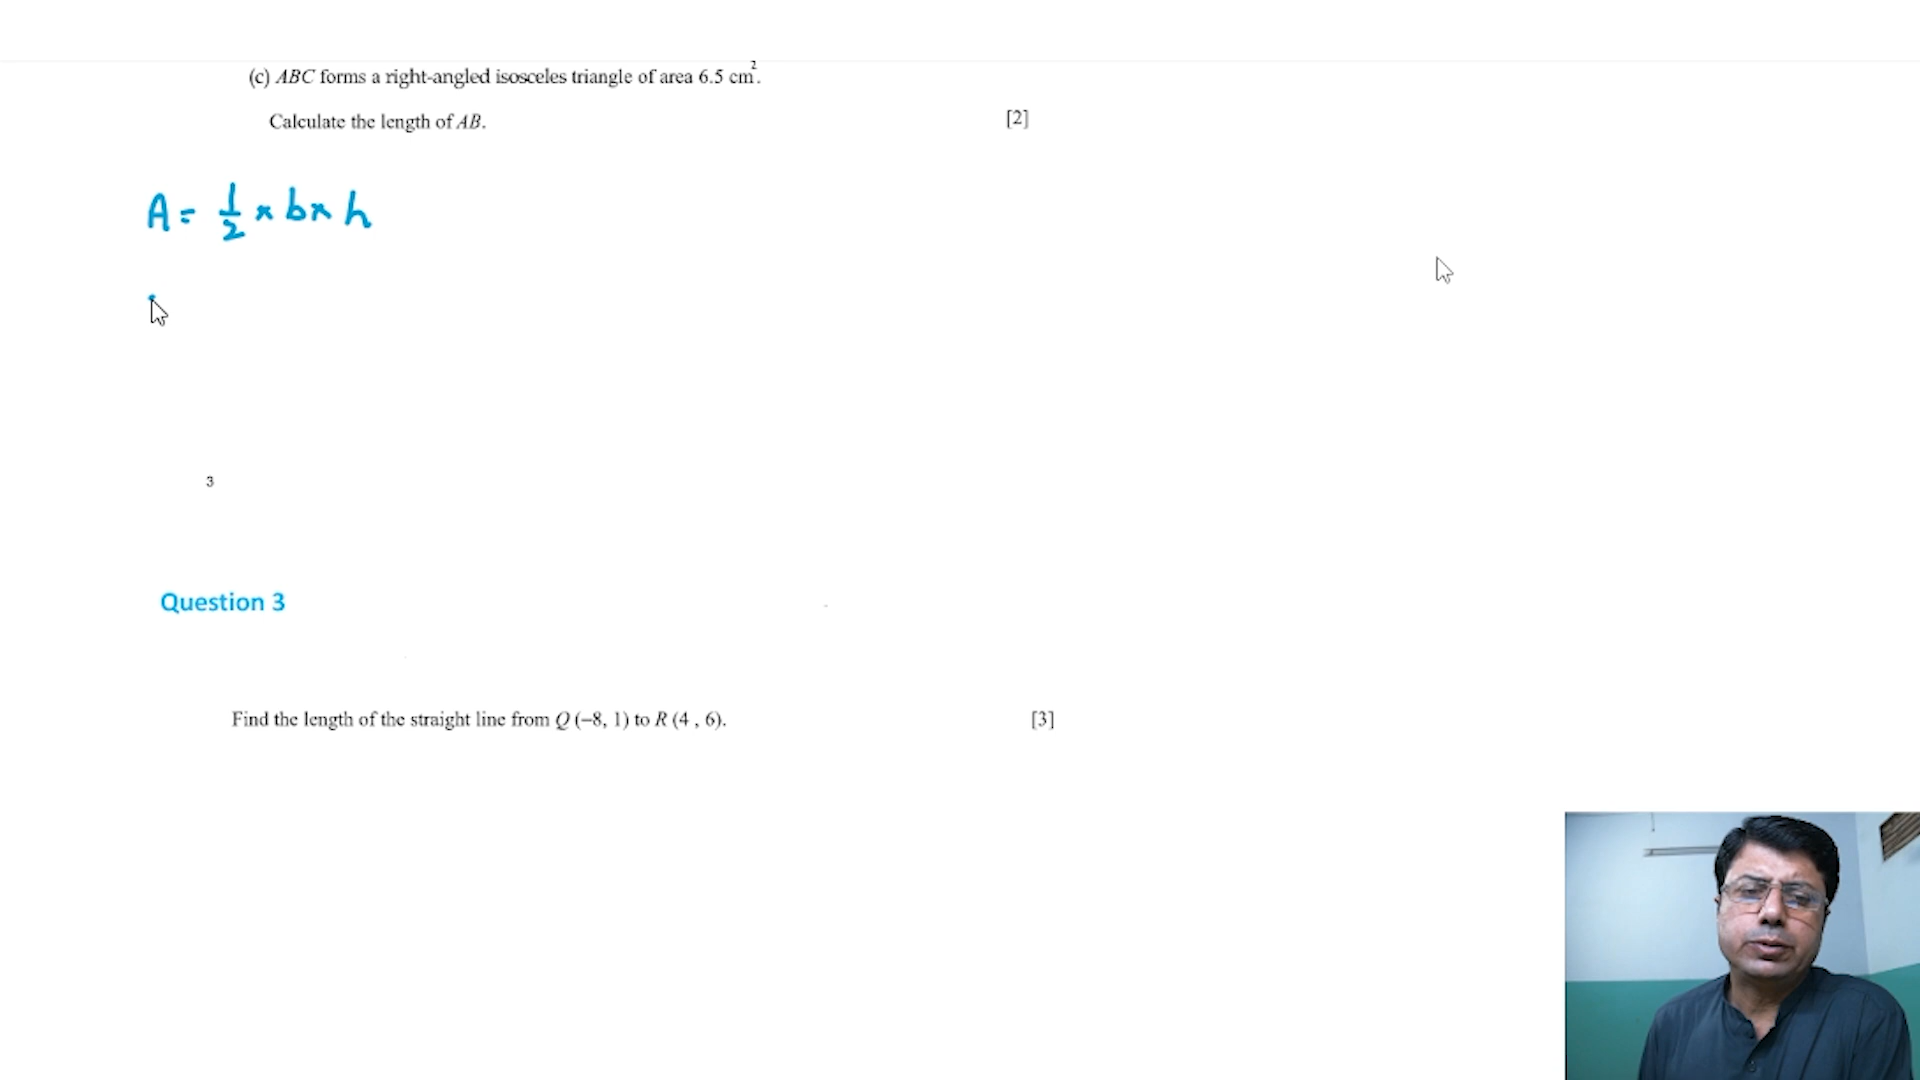 (c) ABC forms a right-angled isosceles triangle of area 6.5 cm².
Calculate the length of AB. [2]
A = 1/2 × b × h
3
Question 3
Find the length of the straight line from Q (−8, 1) to R (4 , 6). [3]